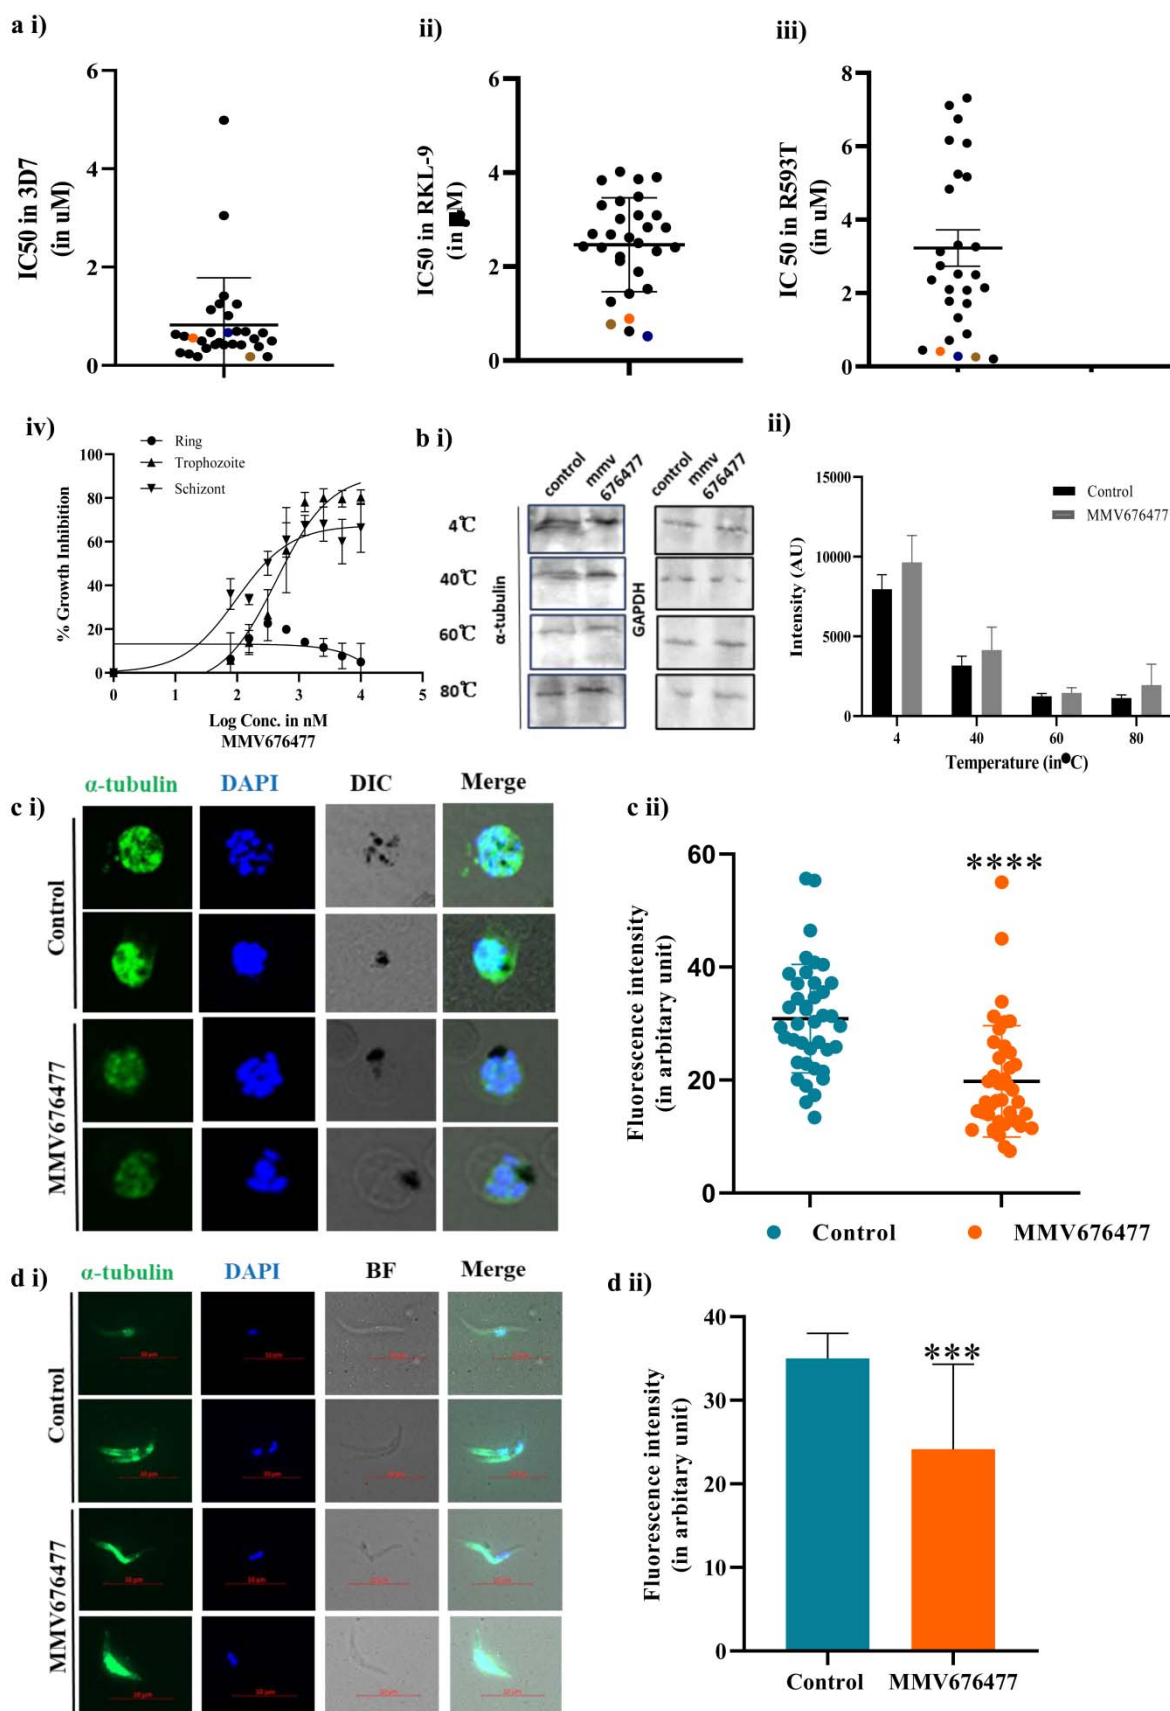 a i)
ii)
iii)
IC50 in 3D7
(in uM)
6
4
2
0
IC50 in RKL-9
(in uM)
6
4
2
0
IC 50 in R593T
(in uM)
8
6
4
2
0
iv)
Ring
Trophozoite
Schizont
% Growth Inhibition
100
80
60
40
20
0
0 1 2 3 4 5
Log Conc. in nM
MMV676477
b i)
control
mmv
676477
control
mmv
676477
4℃
40℃
60℃
80℃
α-tubulin
GAPDH
ii)
Control
MMV676477
Intensity (AU)
15000
10000
5000
0
4 40 60 80
Temperature (in●C)
c i)
α-tubulin DAPI DIC Merge
Control
MMV676477
c ii)
****
Fluorescence intensity
(in arbitary unit)
60
40
20
0
Control MMV676477
d i)
α-tubulin DAPI BF Merge
Control
MMV676477
10 μm
d ii)
***
Fluorescence intensity
(in arbitary unit)
40
30
20
10
0
Control MMV676477